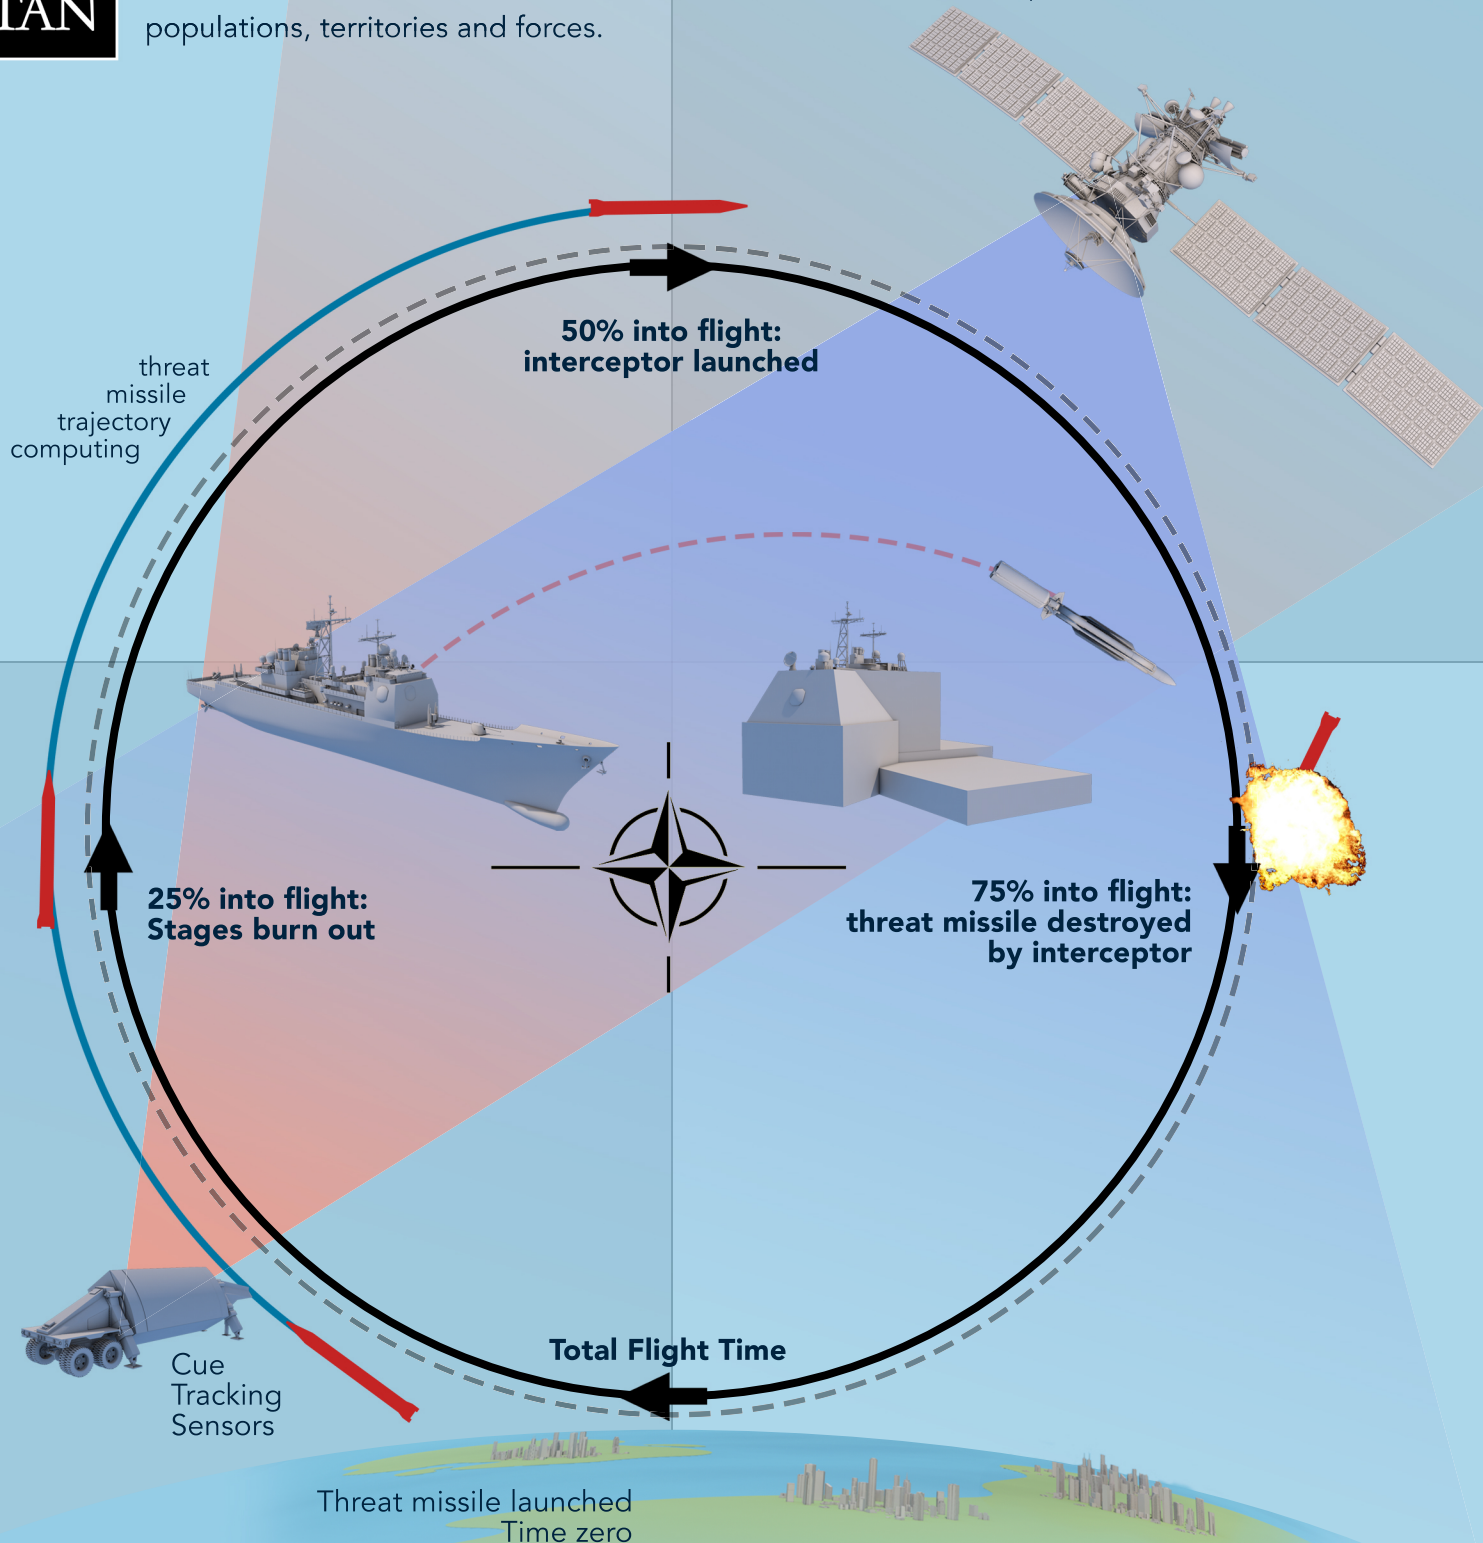 TAN
populations, territories and forces.
50% into flight:
interceptor launched
threat
missile
trajectory
computing
25% into flight:
Stages burn out
75% into flight:
threat missile destroyed
by interceptor
Total Flight Time
Cue
Tracking
Sensors
Threat missile launched
Time zero